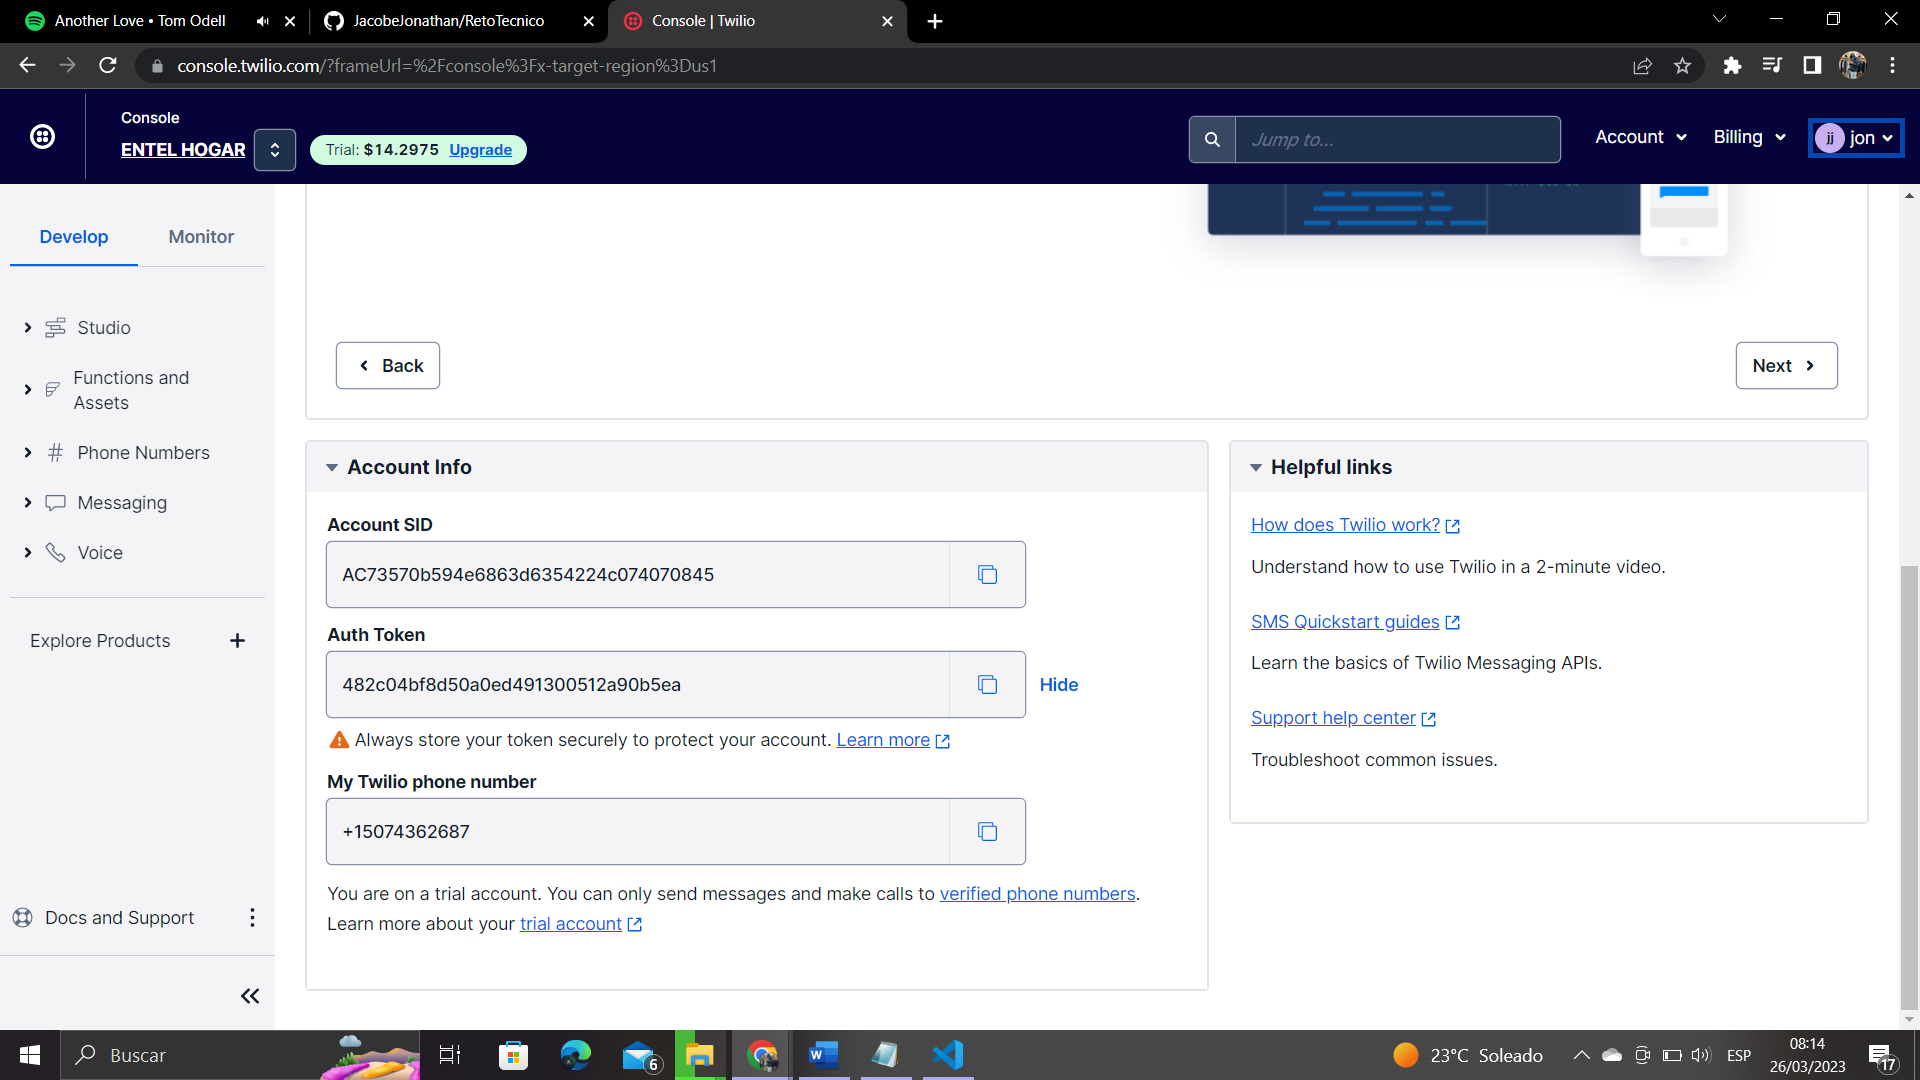 Another Love • Tom Odell
JacobeJonathan/RetoTecnico
Console | Twilio
console.twilio.com/?frameUrl=%2Fconsole%3Fx-target-region%3Dus1
Console
ENTEL HOGAR
Trial: $14.2975 Upgrade
Jump to...
Account
Billing
jj jon
Develop
Monitor
Studio
Functions and
Assets
Phone Numbers
Messaging
Voice
Explore Products +
Docs and Support
Back
Next
Account Info
Account SID
AC73570b594e6863d6354224c074070845
Auth Token
482c04bf8d50a0ed491300512a90b5ea
Hide
Always store your token securely to protect your account. Learn more
My Twilio phone number
+15074362687
You are on a trial account. You can only send messages and make calls to verified phone numbers.
Learn more about your trial account
Helpful links
How does Twilio work?
Understand how to use Twilio in a 2-minute video.
SMS Quickstart guides
Learn the basics of Twilio Messaging APIs.
Support help center
Troubleshoot common issues.
Buscar
6
23°C Soleado
ESP
08:14
26/03/2023
17